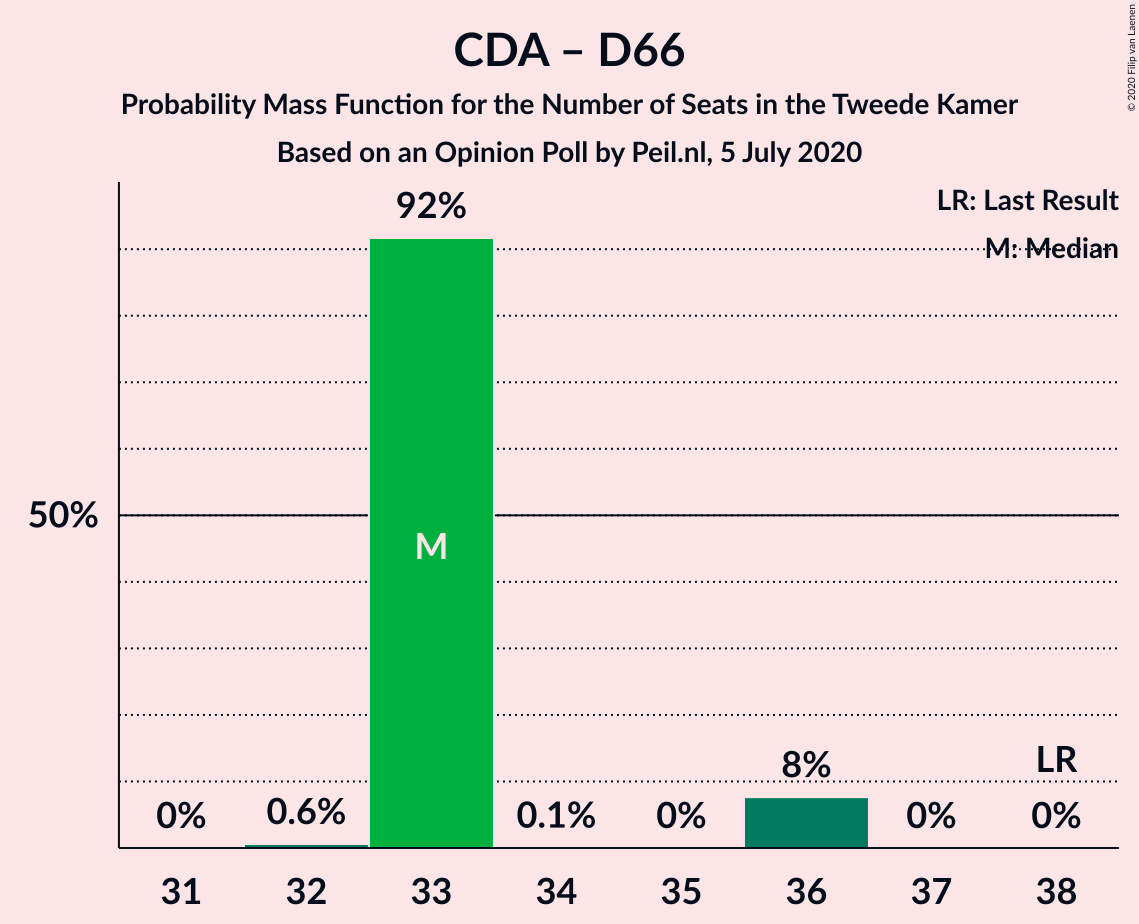 CDA – D66
Probability Mass Function for the Number of Seats in the Tweede Kamer
Based on an Opinion Poll by Peil.nl, 5 July 2020
© 2020 Filip van Laenen
LR: Last Result
M: Median
92%
50%
M
LR
8%
0% 0.6% 0.1% 0% 0% 0%
31 32 33 34 35 36 37 38